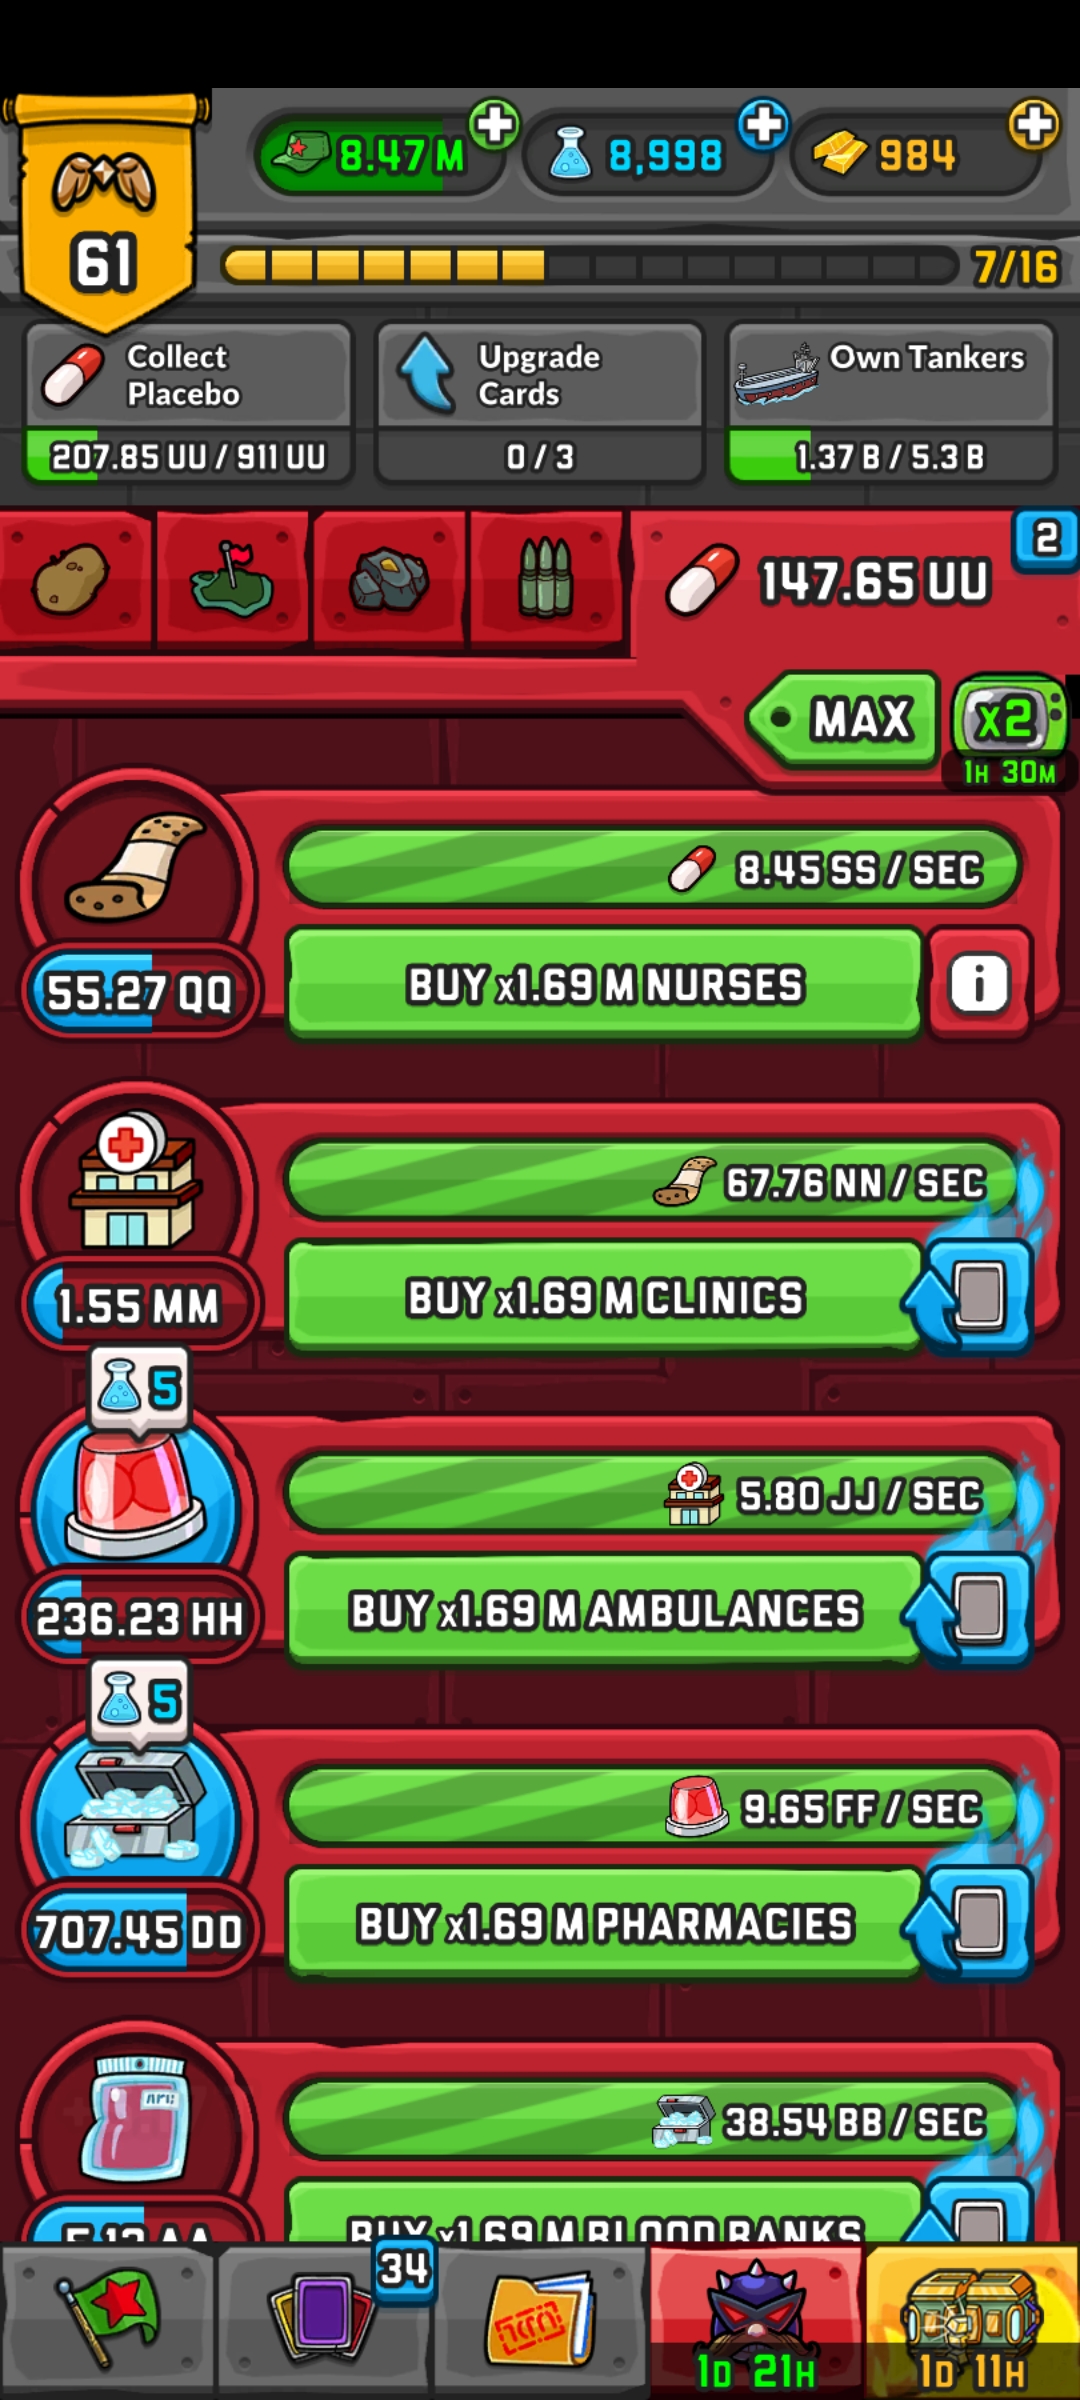 8.47 M
8,998
984
61
7/16
Collect
Placebo
207.85 UU / 911 UU
Upgrade
Cards
0 / 3
Own Tankers
1.37 B / 5.3 B
147.65 UU
2
MAX
x2
1H 30M
8.45 SS / SEC
55.27 QQ
BUY x1.69 M NURSES
67.76 NN / SEC
1.55 MM
BUY x1.69 M CLINICS
5
5.80 JJ / SEC
236.23 HH
BUY x1.69 M AMBULANCES
5
9.65 FF / SEC
707.45 DD
BUY x1.69 M PHARMACIES
38.54 BB / SEC
BUY x1.69 M BLOOD BANKS
34
1D 21H
1D 11H